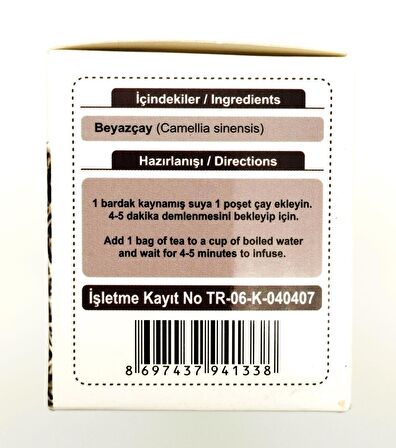 İçindekiler / Ingredients
Beyazçay (Camellia sinensis)
Hazırlanışı / Directions
1 bardak kaynamış suya 1 poşet çay ekleyin.
4-5 dakika demlenmesini bekleyip için.
Add 1 bag of tea to a cup of boiled water
and wait for 4-5 minutes to infuse.
İşletme Kayıt No TR-06-K-040407
8 697437 941338